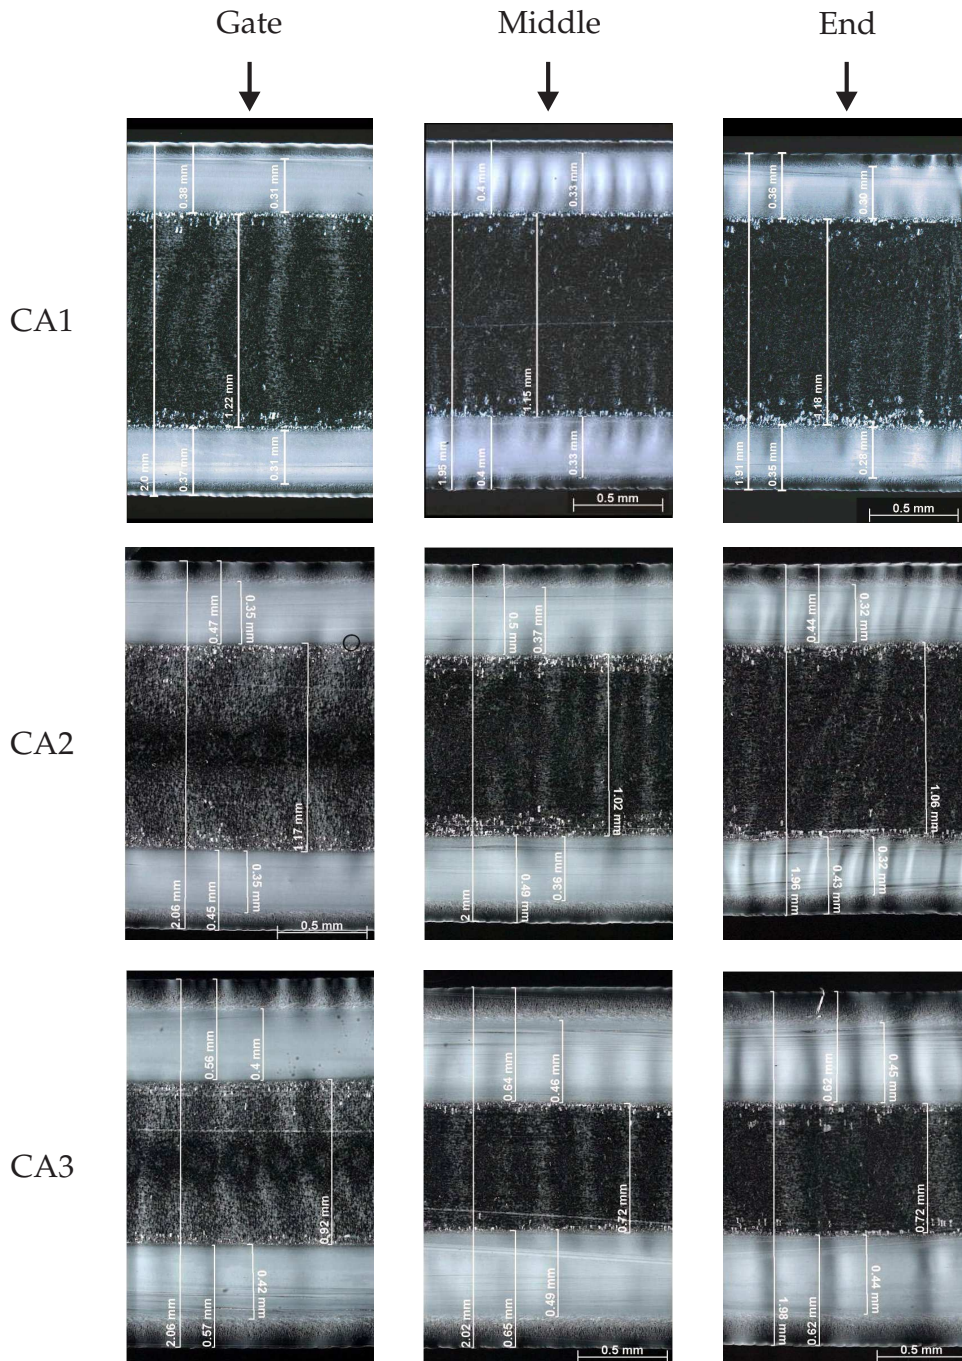 Gate Middle End
CA1
0.38 mm
0.31 mm
1.22 mm
2.0 mm
0.37 mm
0.31 mm
0.4 mm
0.33 mm
1.15 mm
1.95 mm
0.4 mm
0.33 mm
0.5 mm
0.36 mm
0.30 mm
1.18 mm
1.91 mm
0.35 mm
0.28 mm
0.5 mm
CA2
0.47 mm
0.35 mm
1.17 mm
2.06 mm
0.45 mm
0.35 mm
0.5 mm
0.5 mm
0.37 mm
1.02 mm
2 mm
0.49 mm
0.36 mm
0.44 mm
0.32 mm
1.06 mm
1.96 mm
0.43 mm
0.32 mm
CA3
0.56 mm
0.4 mm
0.92 mm
2.06 mm
0.57 mm
0.42 mm
0.64 mm
0.46 mm
0.72 mm
2.02 mm
0.65 mm
0.49 mm
0.5 mm
0.62 mm
0.45 mm
0.72 mm
1.98 mm
0.62 mm
0.44 mm
0.5 mm